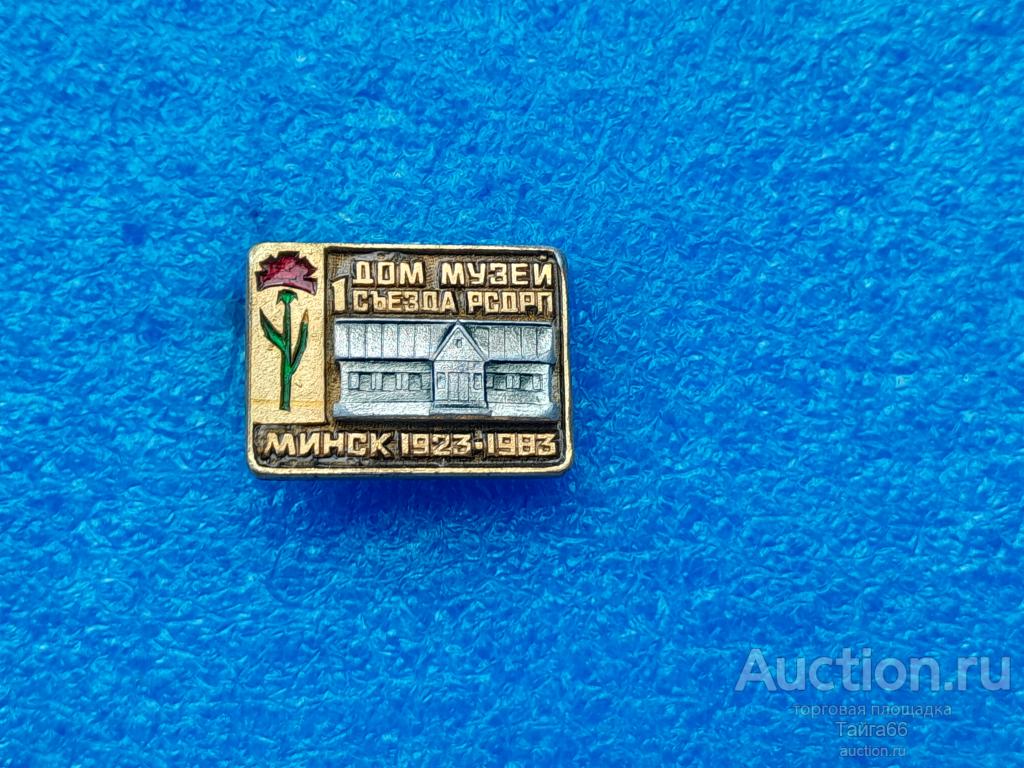 ДОМ МУЗЕЙ
1 СЪЕЗДА РСДРП
МИНСК 1923·1983
Auction.ru
торговая площадка
Тайга66
auction.ru